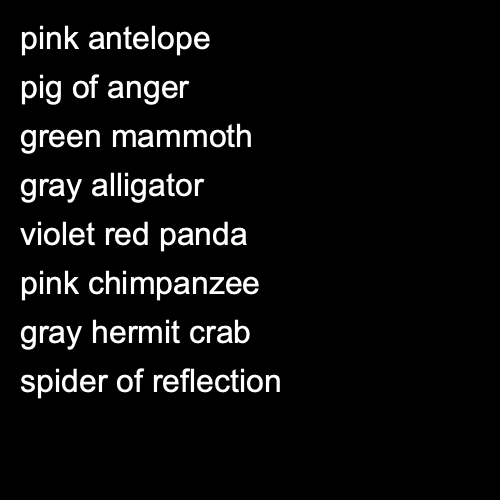 pink antelope
pig of anger
green mammoth
gray alligator
violet red panda
pink chimpanzee
gray hermit crab
spider of reflection